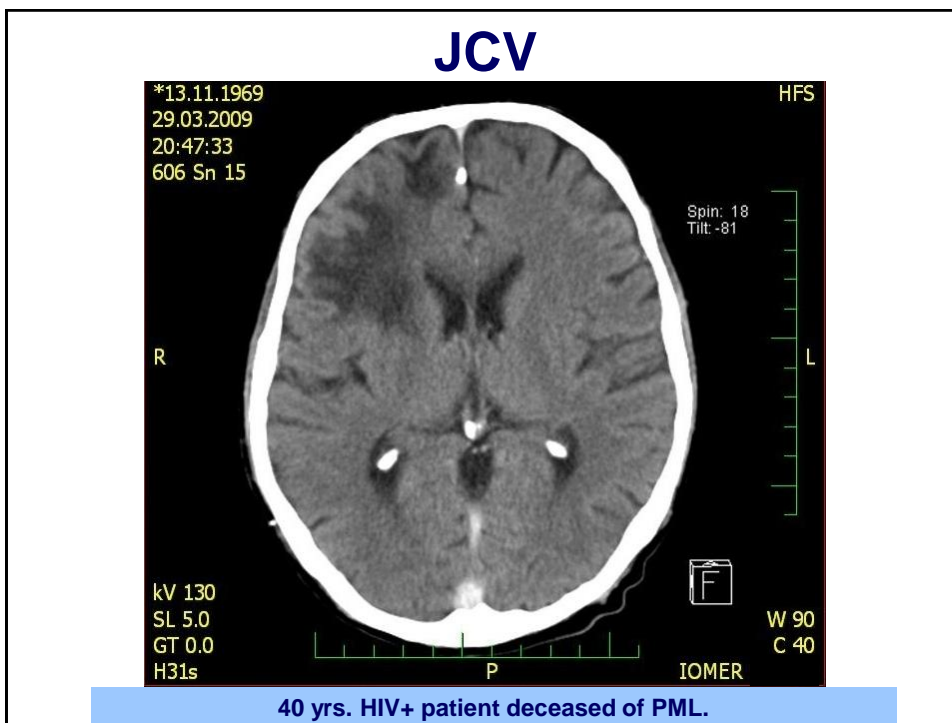 JCV
*13.11.1969
29.03.2009
20:47:33
606 Sn 15
HFS
Spin: 18
Tilt: -81
R
L
F
kV 130
SL 5.0
GT 0.0
H31s
P
W 90
C 40
IOMER
40 yrs. HIV+ patient deceased of PML.